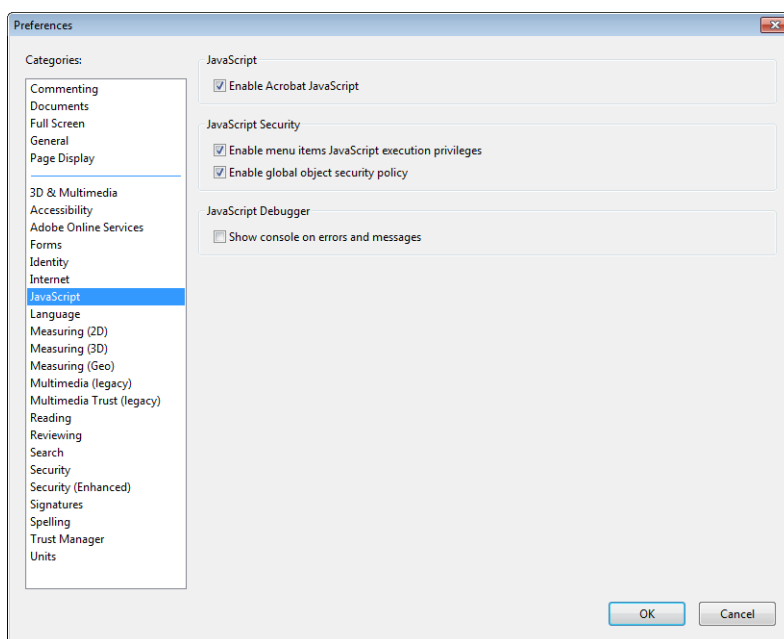 Preferences
Categories:
Commenting
Documents
Full Screen
General
Page Display
3D & Multimedia
Accessibility
Adobe Online Services
Forms
Identity
Internet
JavaScript
Language
Measuring (2D)
Measuring (3D)
Measuring (Geo)
Multimedia (legacy)
Multimedia Trust (legacy)
Reading
Reviewing
Search
Security
Security (Enhanced)
Signatures
Spelling
Trust Manager
Units
JavaScript
Enable Acrobat JavaScript
JavaScript Security
Enable menu items JavaScript execution privileges
Enable global object security policy
JavaScript Debugger
Show console on errors and messages
OK
Cancel